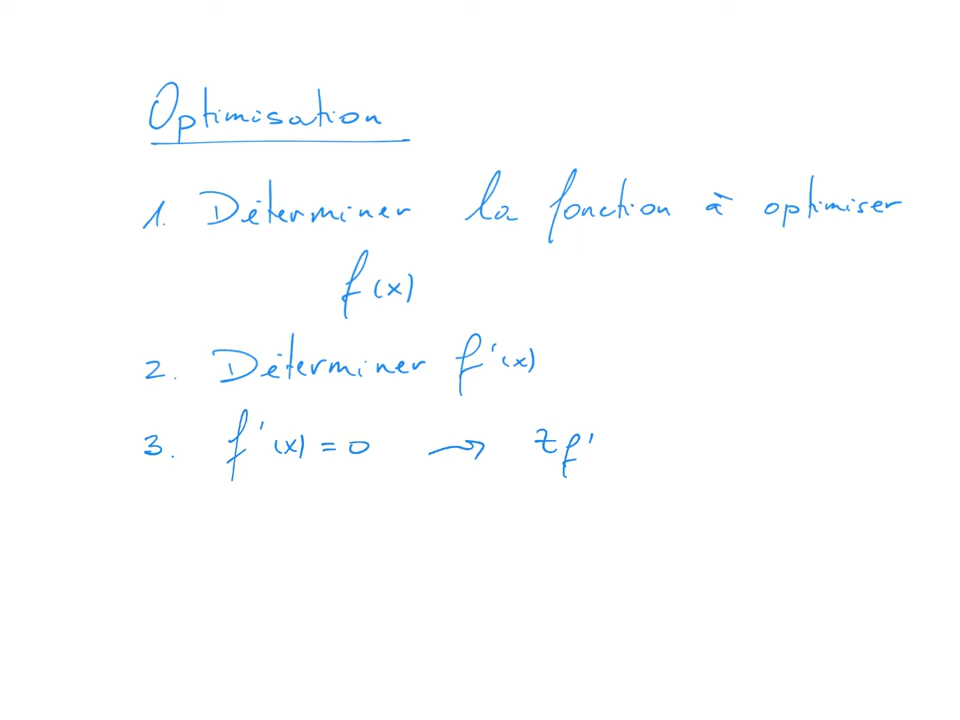 Optimisation
1. Déterminer la fonction à optimiser
f(x)
2. Déterminer f'(x)
3. f'(x) = 0 → Zf'